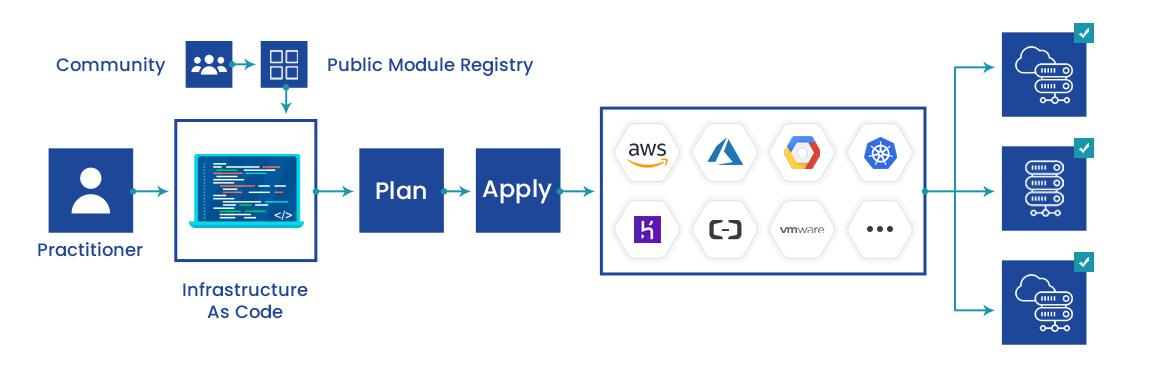 Community
Public Module Registry
Practitioner
</>
Infrastructure
As Code
Plan
Apply
aws
vmware